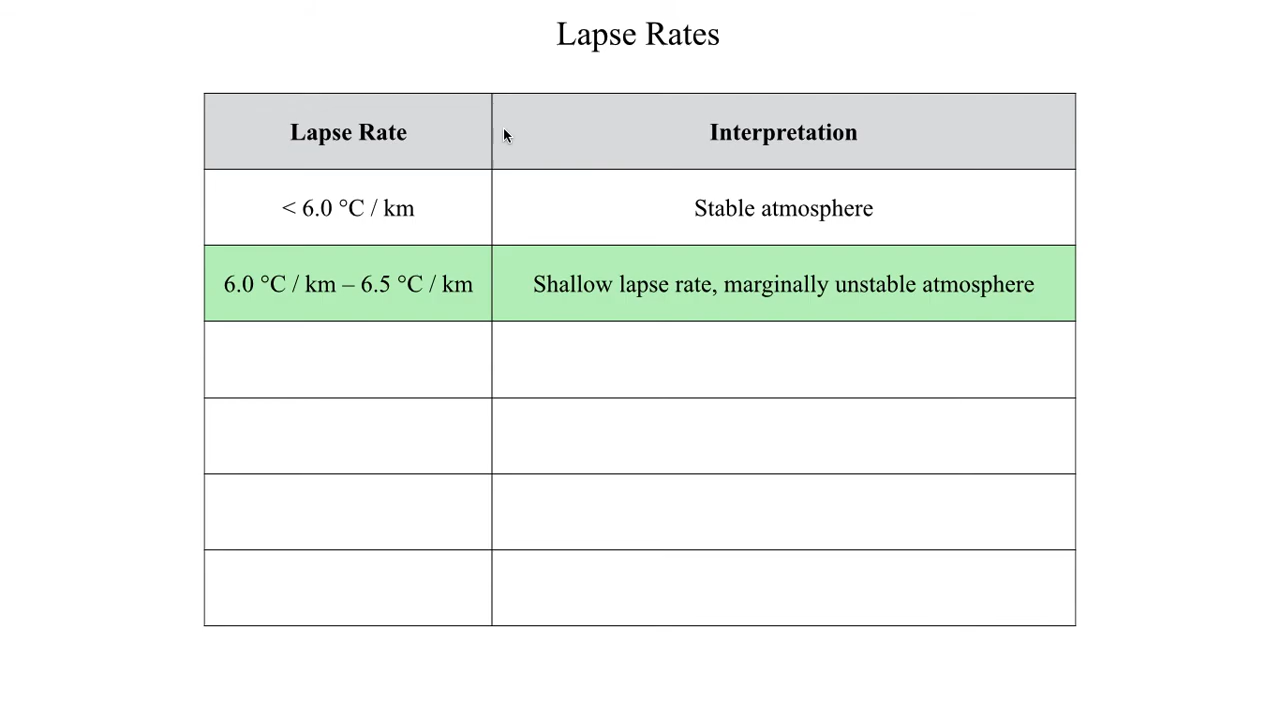 Lapse Rates
Lapse Rate
Interpretation
< 6.0 °C / km
Stable atmosphere
6.0 °C / km – 6.5 °C / km
Shallow lapse rate, marginally unstable atmosphere